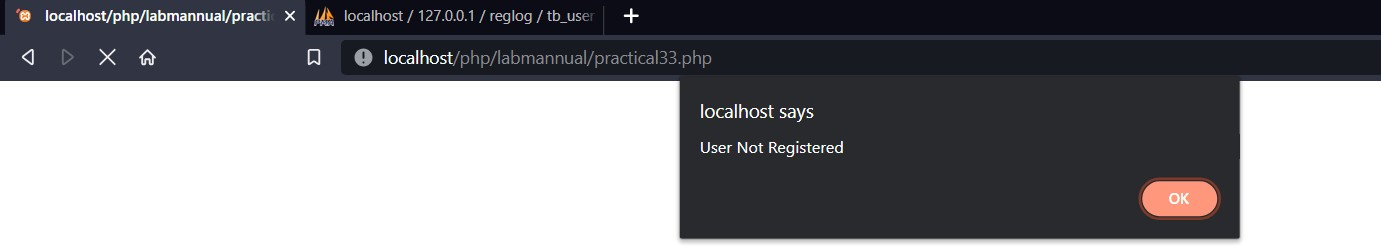 localhost/php/labmannual/practic
localhost / 127.0.0.1 / reglog / tb_user
localhost/php/labmannual/practical33.php
localhost says
User Not Registered
OK